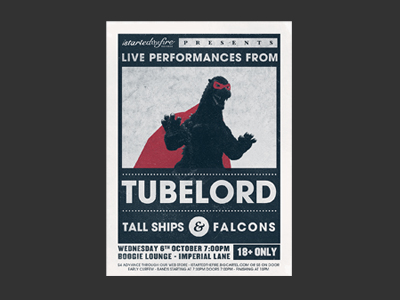 istartedthefire PRESENTS
LIVE PERFORMANCES FROM
TUBELORD
TALL SHIPS & FALCONS
WEDNESDAY 6TH OCTOBER 7:00PM
BOOGIE LOUNGE - IMPERIAL LANE
18+ ONLY